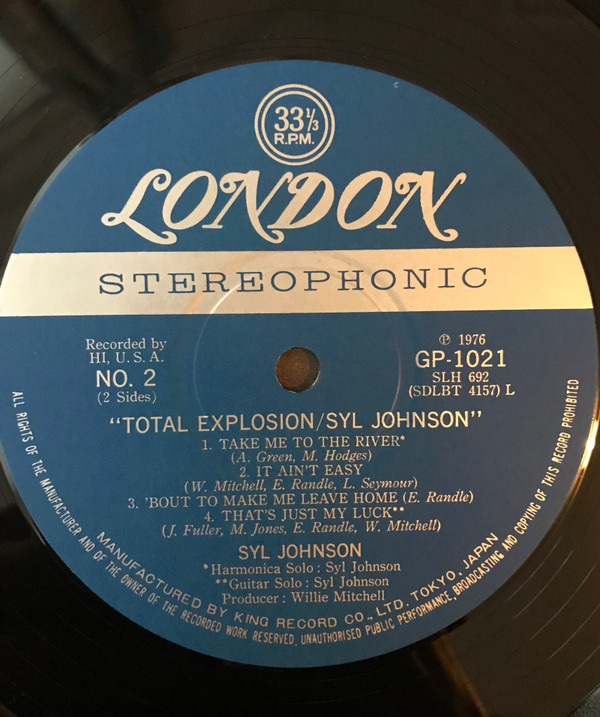 33⅓
R.P.M.
LONDON
STEREOPHONIC
Recorded by
HI, U.S.A.
NO. 2
(2 Sides)
℗ 1976
GP-1021
SLH 692
(SDLBT 4157) L
"TOTAL EXPLOSION/SYL JOHNSON"
1. TAKE ME TO THE RIVER*
(A. Green, M. Hodges)
2. IT AIN'T EASY
(W. Mitchell, E. Randle, L. Seymour)
3. 'BOUT TO MAKE ME LEAVE HOME (E. Randle)
4. THAT'S JUST MY LUCK**
(J. Fuller, M. Jones, E. Randle, W. Mitchell)
SYL JOHNSON
*Harmonica Solo : Syl Johnson
**Guitar Solo : Syl Johnson
Producer : Willie Mitchell
MANUFACTURED BY KING RECORD CO., LTD. TOKYO. JAPAN
ALL RIGHTS OF THE MANUFACTURER AND OF THE OWNER OF THE RECORDED WORK RESERVED. UNAUTHORISED PUBLIC PERFORMANCE, BROADCASTING AND COPYING OF THIS RECORD PROHIBITED